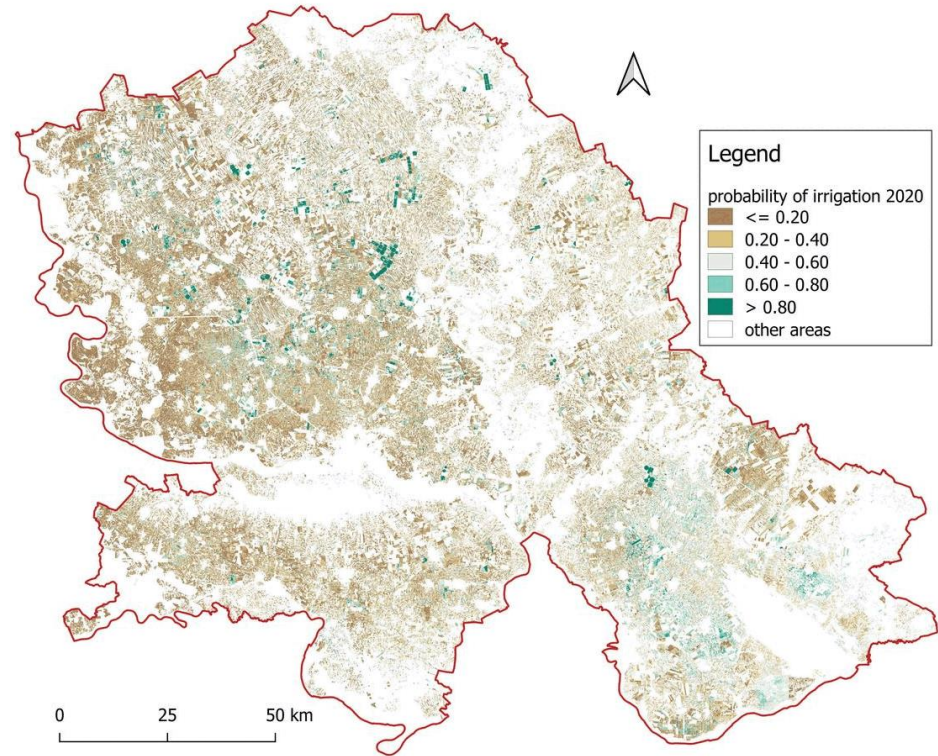 Legend
probability of irrigation 2020
<= 0.20
0.20 - 0.40
0.40 - 0.60
0.60 - 0.80
> 0.80
other areas
0 25 50 km